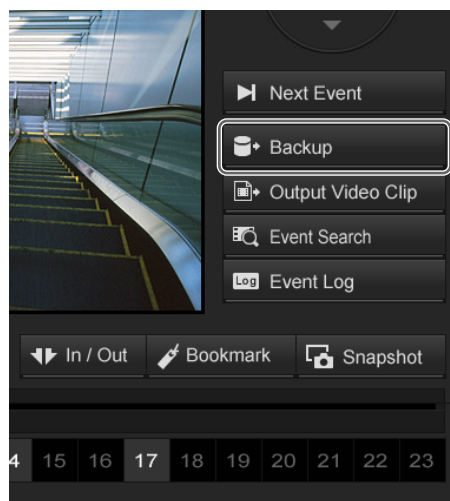 Next Event
Backup
Output Video Clip
Event Search
Log Event Log
In / Out Bookmark Snapshot
4 15 16 17 18 19 20 21 22 23